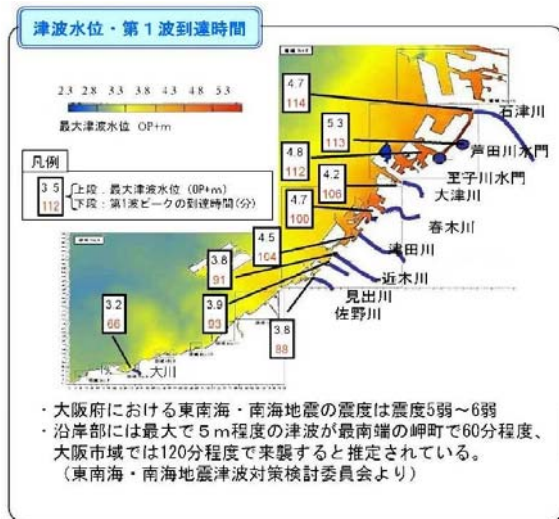 津波水位・第1波到達時間
2.3 2.8 3.3 3.8 4.3 4.8 5.3
最大津波水位 OP+m
凡例
3.5 上段：最大津波水位（OP+m）
112 下段：第1波ピークの到達時間（分）
4.7
114
石津川
5.3
113
芦田川水門
4.8
112
王子川水門
4.2
106
大津川
4.7
100
春木川
4.5
104
津田川
3.8
91
近木川
3.9
93
見出川
3.8
88
佐野川
3.2
66
大川
・大阪府における東南海・南海地震の震度は震度5弱～6弱
・沿岸部には最大で5m程度の津波が最南端の岬町で60分程度、
大阪市域では120分程度で来襲すると推定されている。
（東南海・南海地震津波対策検討委員会より）